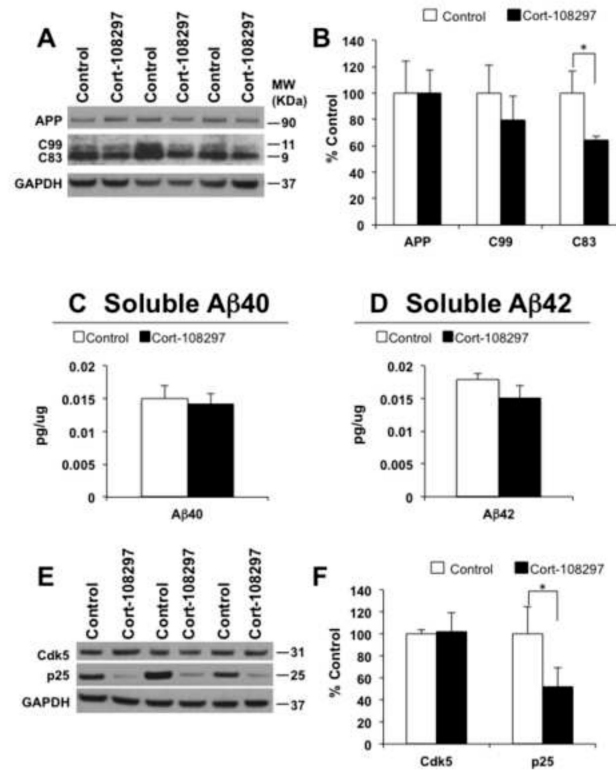 A
Control
Cort-108297
Control
Cort-108297
Control
Cort-108297
MW
(KDa)
APP
90
C99
11
C83
9
GAPDH
37
B
Control Cort-108297
140
120
100
80
60
40
20
0
% Control
*
APP C99 C83
C Soluble Aβ40
Control Cort-108297
0.02
0.015
0.01
0.005
0
pg/ug
Aβ40
D Soluble Aβ42
Control Cort-108297
0.02
0.015
0.01
0.005
0
pg/ug
Aβ42
E
Control
Cort-108297
Control
Cort-108297
Control
Cort-108297
Cdk5
31
p25
25
GAPDH
37
F
Control Cort-108297
140
120
100
80
60
40
20
0
% Control
*
Cdk5 p25